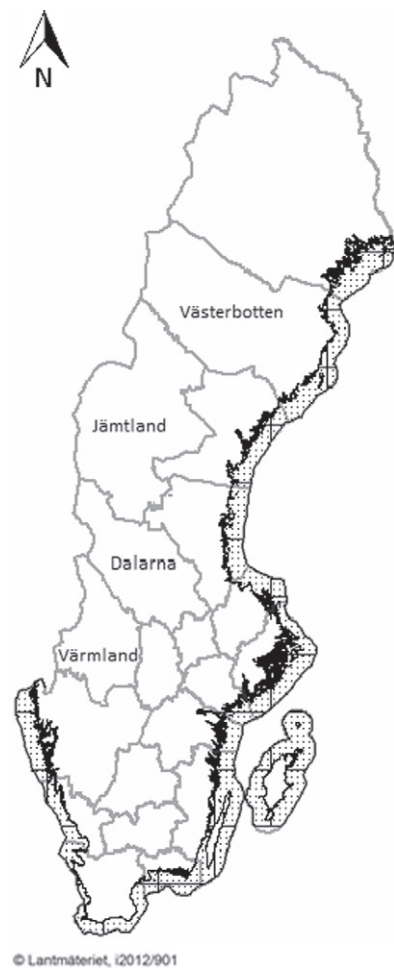 N
Västerbotten
Jämtland
Dalarna
Värmland
© Lantmäteriet, i2012/901